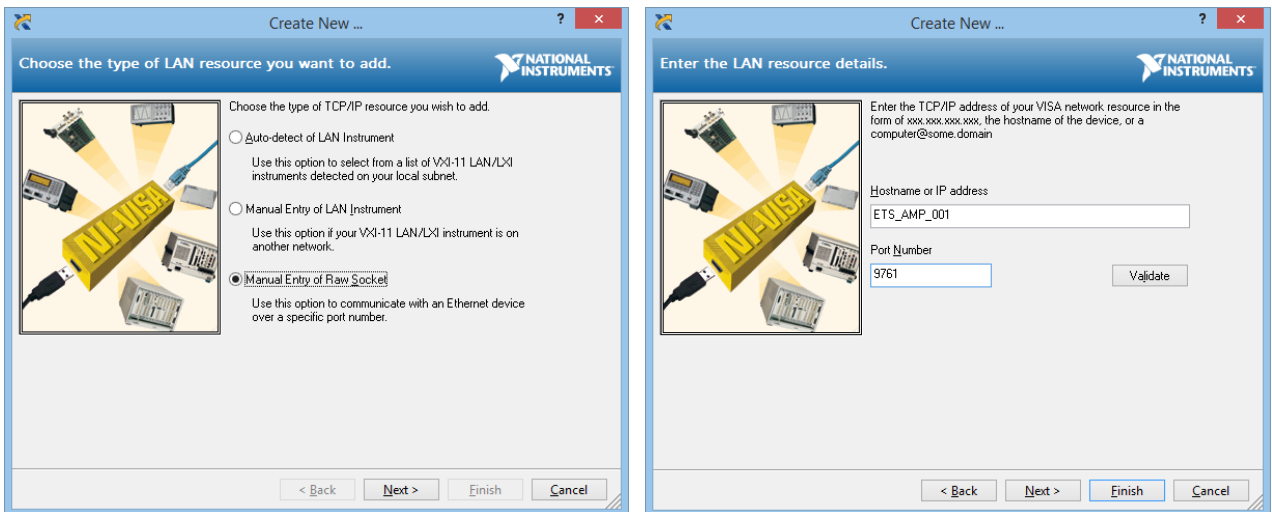 Create New ...
?
×
Choose the type of LAN resource you want to add.
NATIONAL
INSTRUMENTS
NI-VISA
Choose the type of TCP/IP resource you wish to add.
Auto-detect of LAN Instrument
Use this option to select from a list of VXI-11 LAN/LXI
instruments detected on your local subnet.
Manual Entry of LAN Instrument
Use this option if your VXI-11 LAN/LXI instrument is on
another network.
Manual Entry of Raw Socket
Use this option to communicate with an Ethernet device
over a specific port number.
< Back
Next >
Finish
Cancel
Create New ...
?
×
Enter the LAN resource details.
NATIONAL
INSTRUMENTS
NI-VISA
Enter the TCP/IP address of your VISA network resource in the
form of xxx.xxx.xxx.xxx, the hostname of the device, or a
computer@some.domain
Hostname or IP address
ETS_AMP_001
Port Number
9761
Validate
< Back
Next >
Finish
Cancel